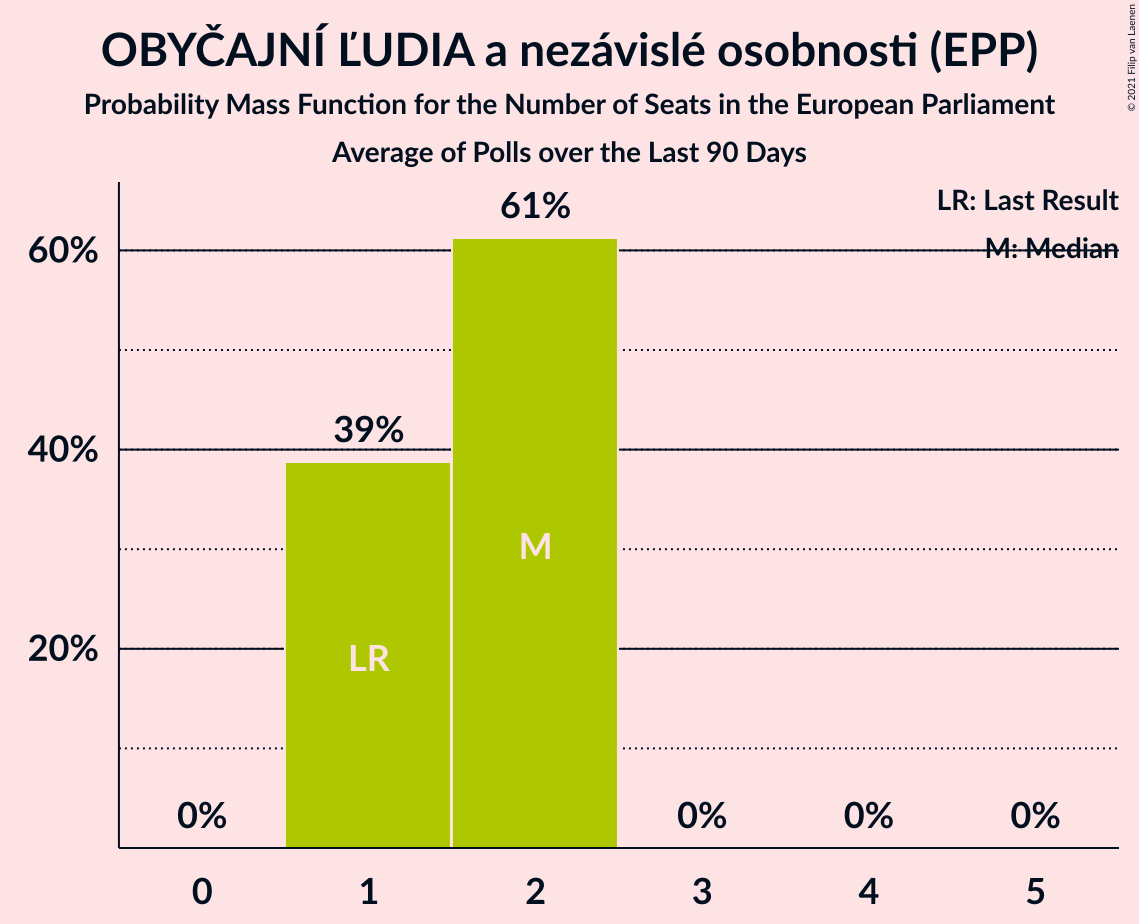 OBYČAJNÍ ĽUDIA a nezávislé osobnosti (EPP)
Probability Mass Function for the Number of Seats in the European Parliament
Average of Polls over the Last 90 Days
© 2021 Filip van Laenen
LR: Last Result
M: Median
61%
60%
39%
40%
M
LR
20%
0% 0% 0% 0%
0 1 2 3 4 5